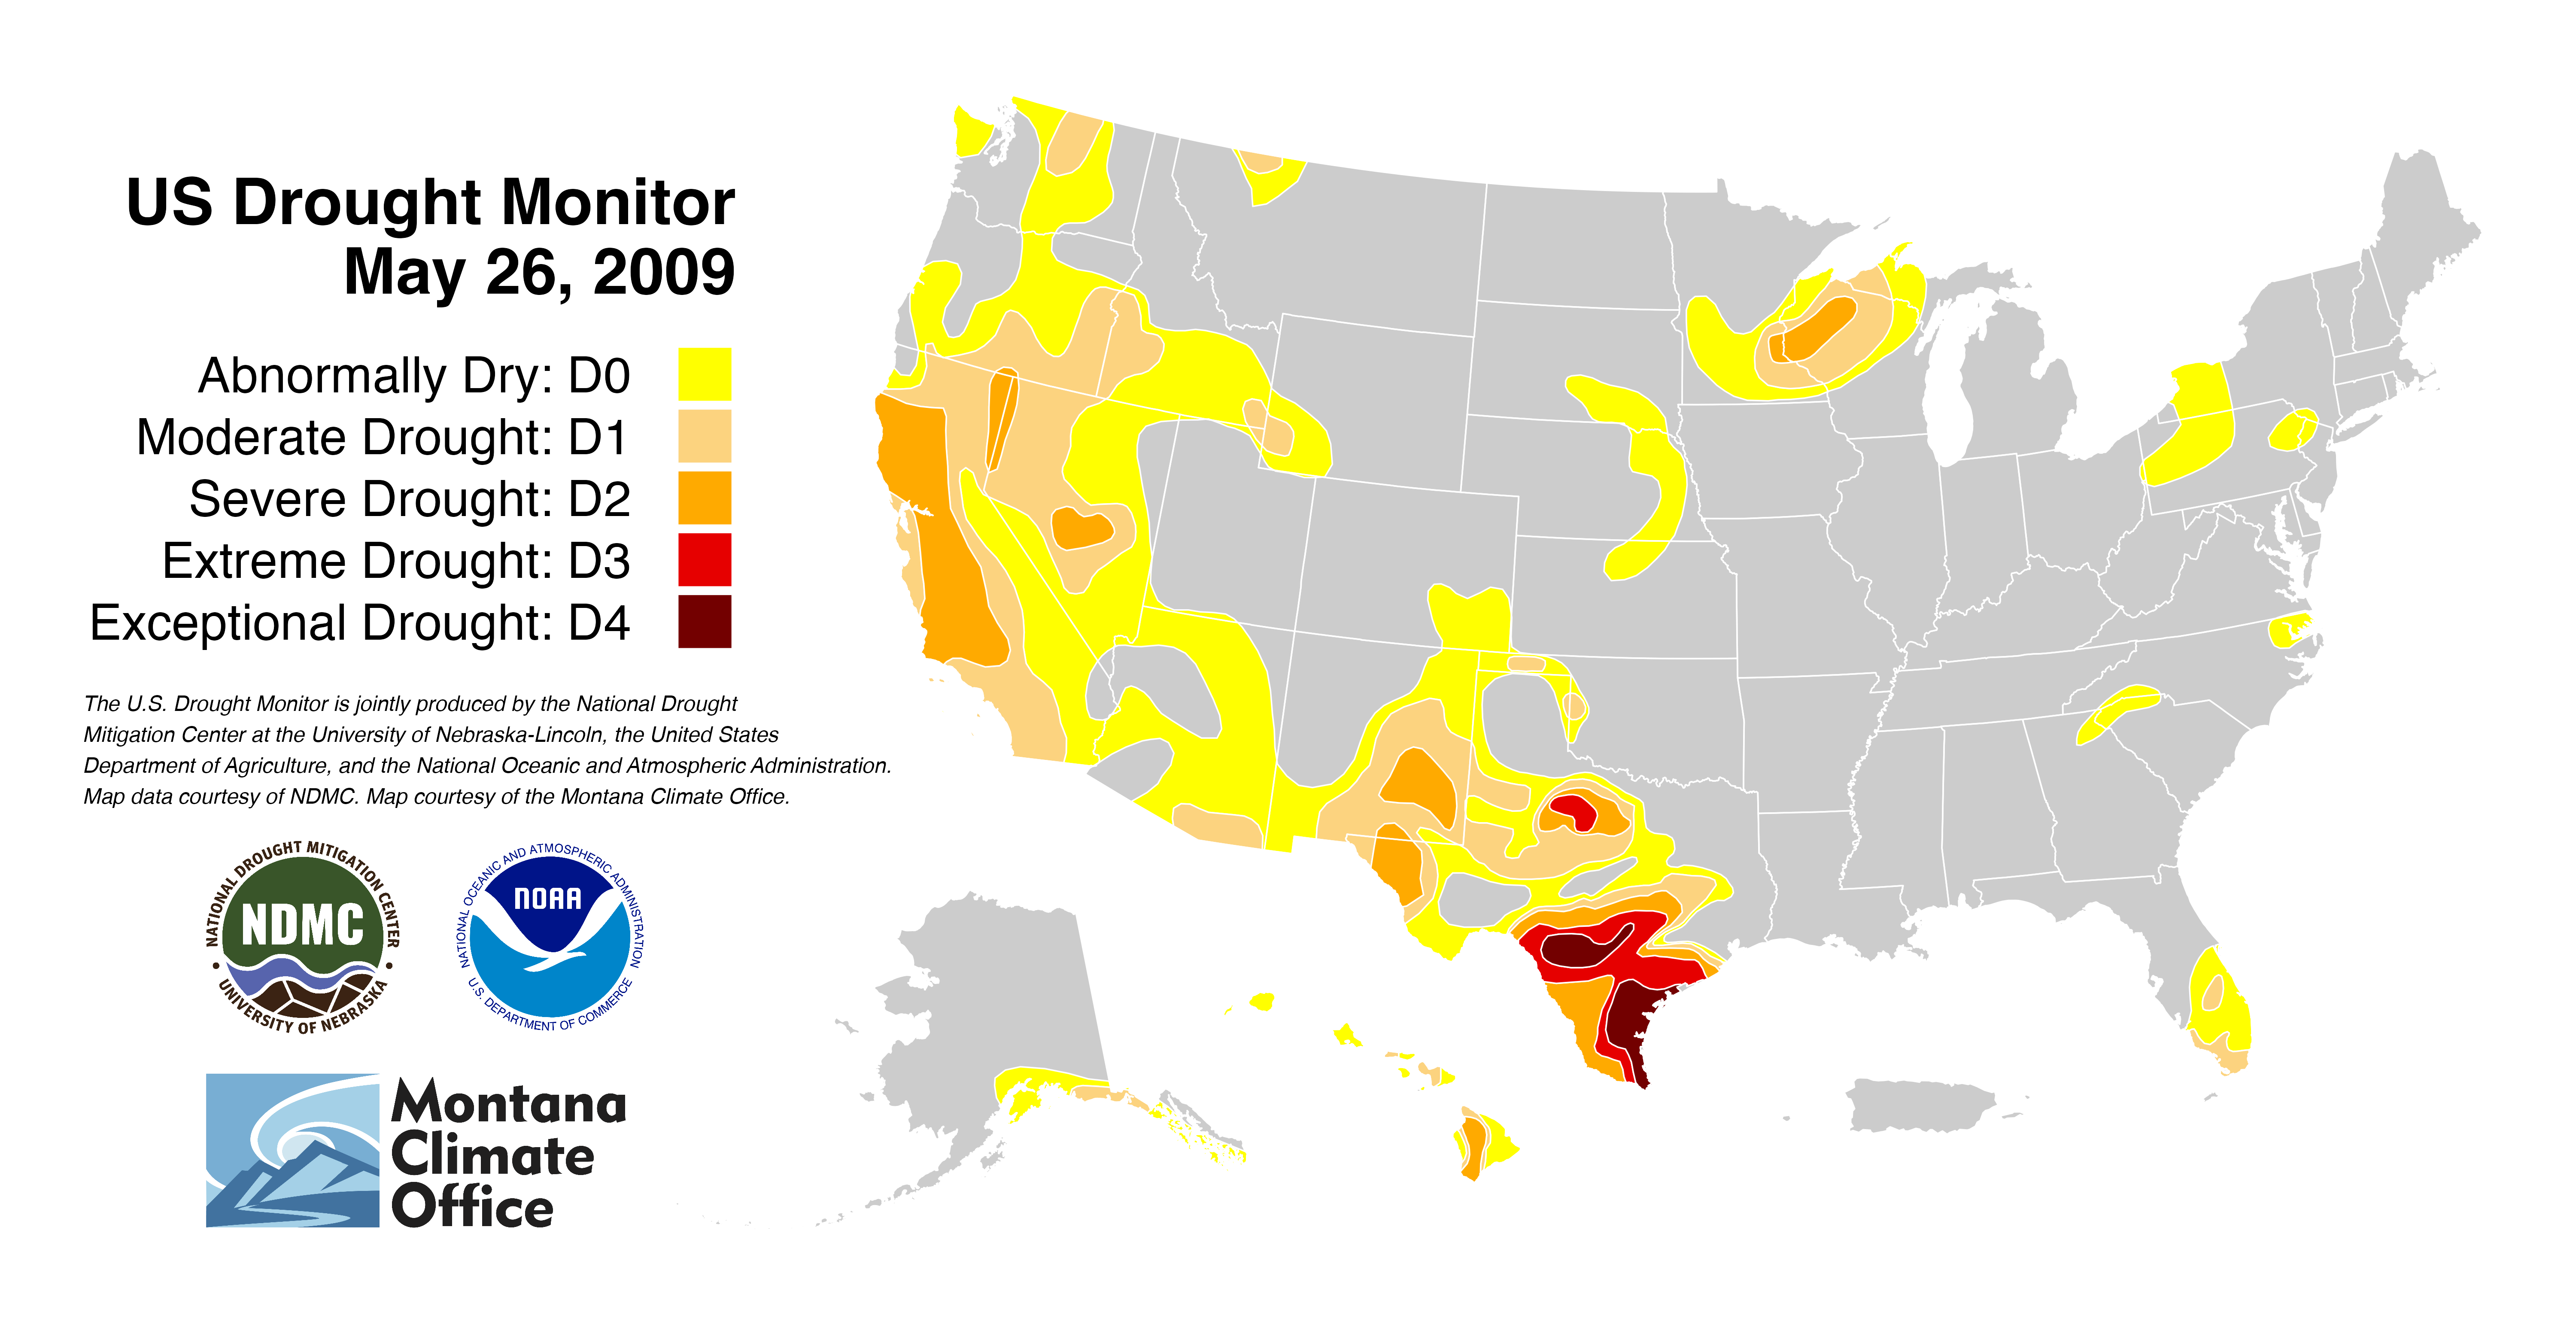 US Drought Monitor
May 26, 2009
Abnormally Dry: D0
Moderate Drought: D1
Severe Drought: D2
Extreme Drought: D3
Exceptional Drought: D4
The U.S. Drought Monitor is jointly produced by the National Drought
Mitigation Center at the University of Nebraska-Lincoln, the United States
Department of Agriculture, and the National Oceanic and Atmospheric Administration.
Map data courtesy of NDMC. Map courtesy of the Montana Climate Office.
NATIONAL DROUGHT MITIGATION CENTER
NDMC
• UNIVERSITY OF NEBRASKA •
NATIONAL OCEANIC AND ATMOSPHERIC ADMINISTRATION
NOAA
U.S. DEPARTMENT OF COMMERCE
Montana
Climate
Office